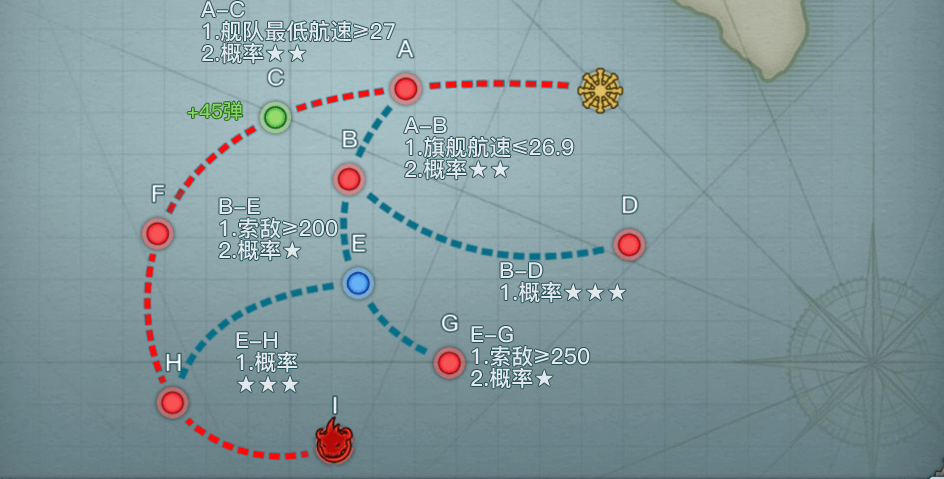 A-C
1.舰队最低航速≥27
2.概率★★
A
C
+45弹
A-B
1.旗舰航速≤26.9
2.概率★★
B
F
B-E
1.索敌≥200
2.概率★
D
E
B-D
1.概率★★★
G
E-G
1.索敌≥250
2.概率★
E-H
1.概率
★★★
H
I